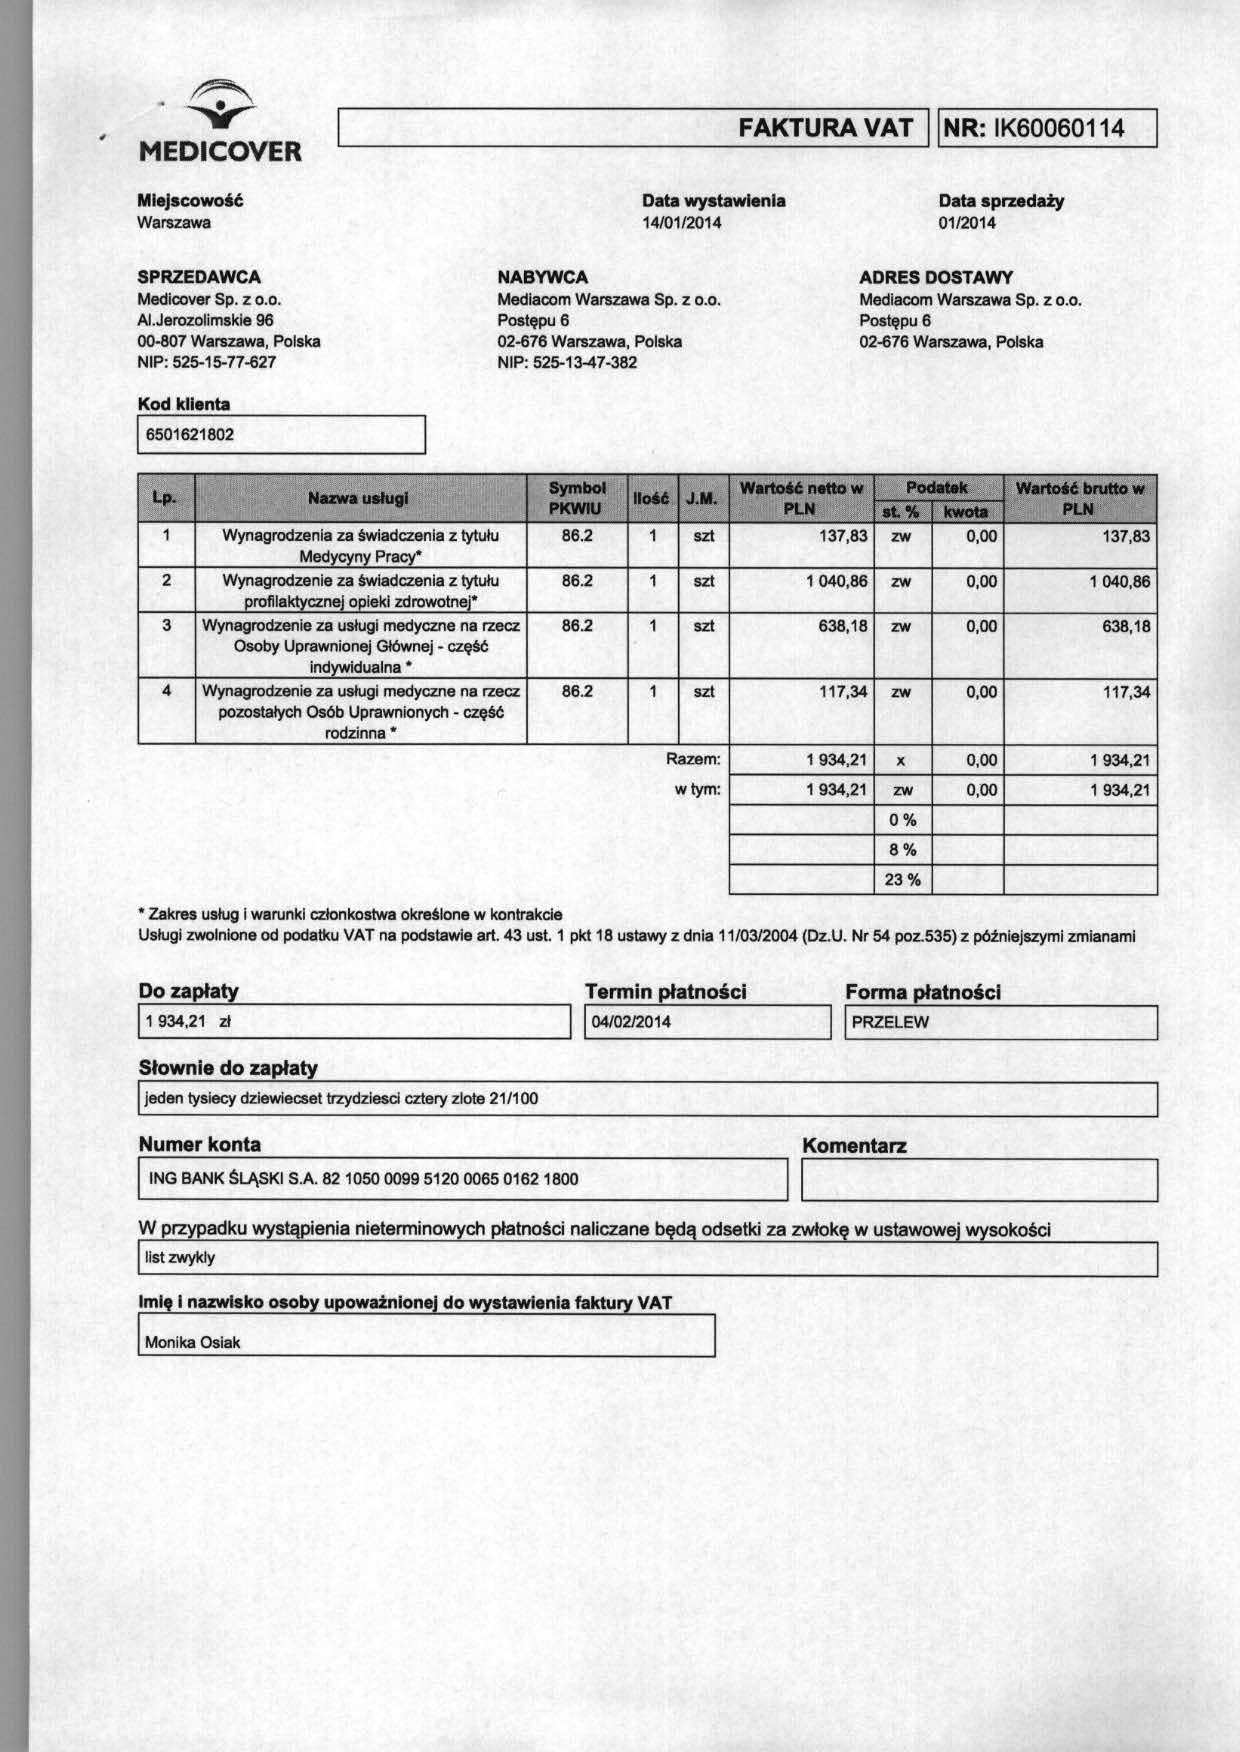 MEDICOVER
FAKTURA VAT
NR: IK60060114
Miejscowość
Warszawa
Data wystawienia
14/01/2014
Data sprzedaży
01/2014
SPRZEDAWCA
Medicover Sp. z o.o.
Al.Jerozolimskie 96
00-807 Warszawa, Polska
NIP: 525-15-77-627
NABYWCA
Mediacom Warszawa Sp. z o.o.
Postępu 6
02-676 Warszawa, Polska
NIP: 525-13-47-382
ADRES DOSTAWY
Mediacom Warszawa Sp. z o.o.
Postępu 6
02-676 Warszawa, Polska
Kod klienta
6501621802
Lp. Nazwa usługi Symbol PKWIU Ilość J.M. Wartość netto w PLN Podatek st. % kwota Wartość brutto w PLN
1 Wynagrodzenia za świadczenia z tytułu 86.2 1 szt 137,83 zw 0,00 137,83
Medycyny Pracy*
2 Wynagrodzenie za świadczenia z tytułu 86.2 1 szt 1 040,86 zw 0,00 1 040,86
profilaktycznej opieki zdrowotnej*
3 Wynagrodzenie za usługi medyczne na rzecz 86.2 1 szt 638,18 zw 0,00 638,18
Osoby Uprawnionej Głównej - część
indywidualna *
4 Wynagrodzenie za usługi medyczne na rzecz 86.2 1 szt 117,34 zw 0,00 117,34
pozostałych Osób Uprawnionych - część
rodzinna *
Razem: 1 934,21 x 0,00 1 934,21
w tym: 1 934,21 zw 0,00 1 934,21
0 %
8 %
23 %
* Zakres usług i warunki członkostwa określone w kontrakcie
Usługi zwolnione od podatku VAT na podstawie art. 43 ust. 1 pkt 18 ustawy z dnia 11/03/2004 (Dz.U. Nr 54 poz.535) z późniejszymi zmianami
Do zapłaty
1 934,21 zł
Termin płatności
04/02/2014
Forma płatności
PRZELEW
Słownie do zapłaty
jeden tysiecy dziewiecset trzydziesci cztery zlote 21/100
Numer konta
ING BANK ŚLĄSKI S.A. 82 1050 0099 5120 0065 0162 1800
Komentarz
W przypadku wystąpienia nieterminowych płatności naliczane będą odsetki za zwłokę w ustawowej wysokości
list zwykly
Imię i nazwisko osoby upoważnionej do wystawienia faktury VAT
Monika Osiak